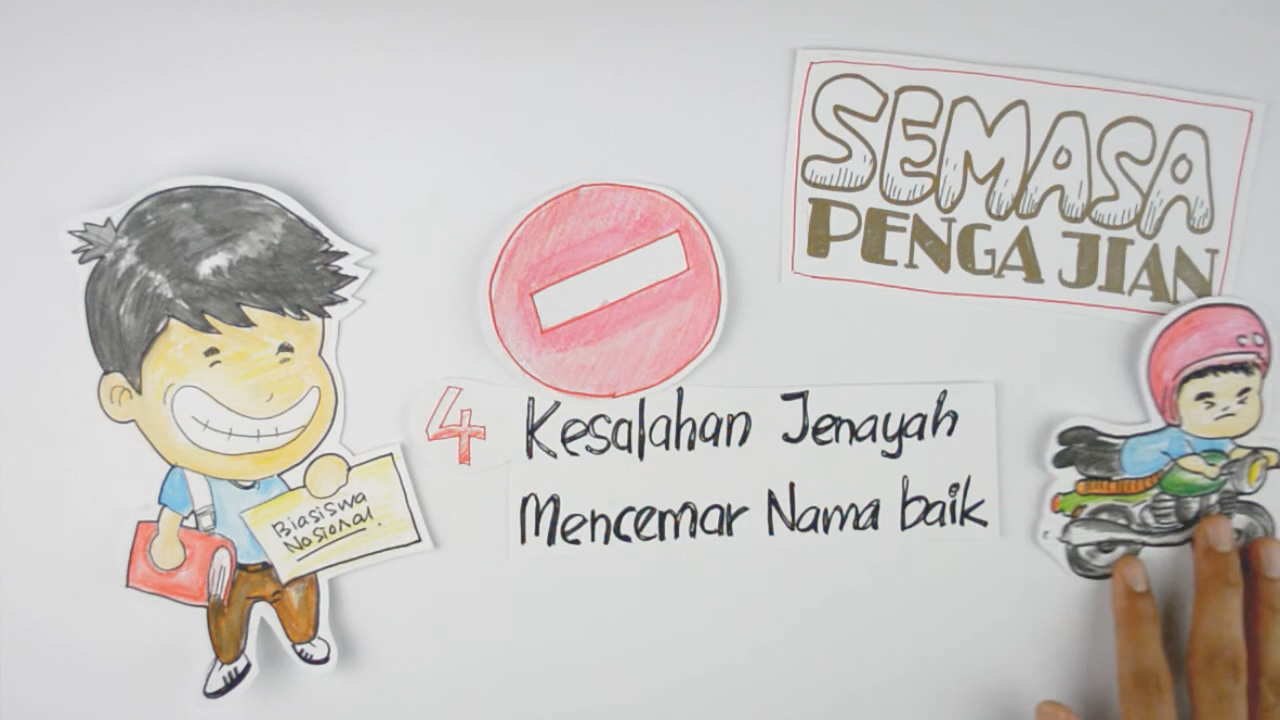 SEMASA
PENGAJIAN
4 Kesalahan Jenayah
Mencemar Nama baik
Biasiswa
Nasional.